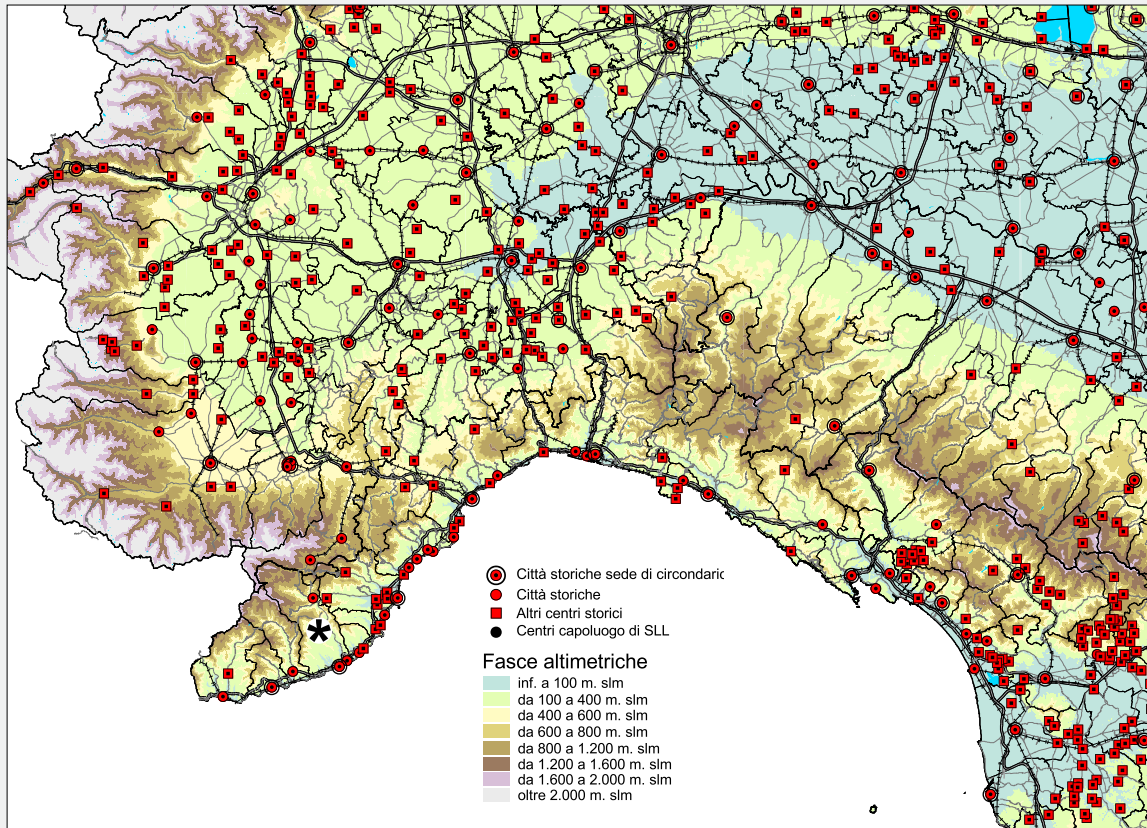 Città storiche sede di circondario
Città storiche
Altri centri storici
Centri capoluogo di SLL
Fasce altimetriche
inf. a 100 m. slm
da 100 a 400 m. slm
da 400 a 600 m. slm
da 600 a 800 m. slm
da 800 a 1.200 m. slm
da 1.200 a 1.600 m. slm
da 1.600 a 2.000 m. slm
oltre 2.000 m. slm
*